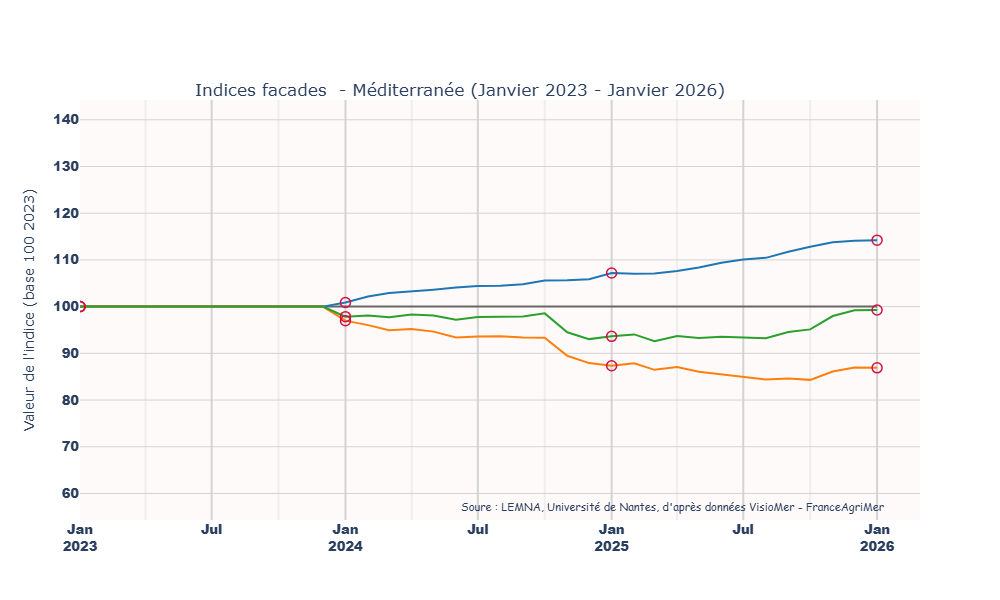 Indices facades - Méditerranée (Janvier 2023 - Janvier 2026)
Valeur de l'indice (base 100 2023)
140
130
120
110
100
90
80
70
60
Soure : LEMNA, Université de Nantes, d'après données VisioMer - FranceAgriMer
Jan Jul Jan Jul Jan Jul Jan
2023 2024 2025 2026